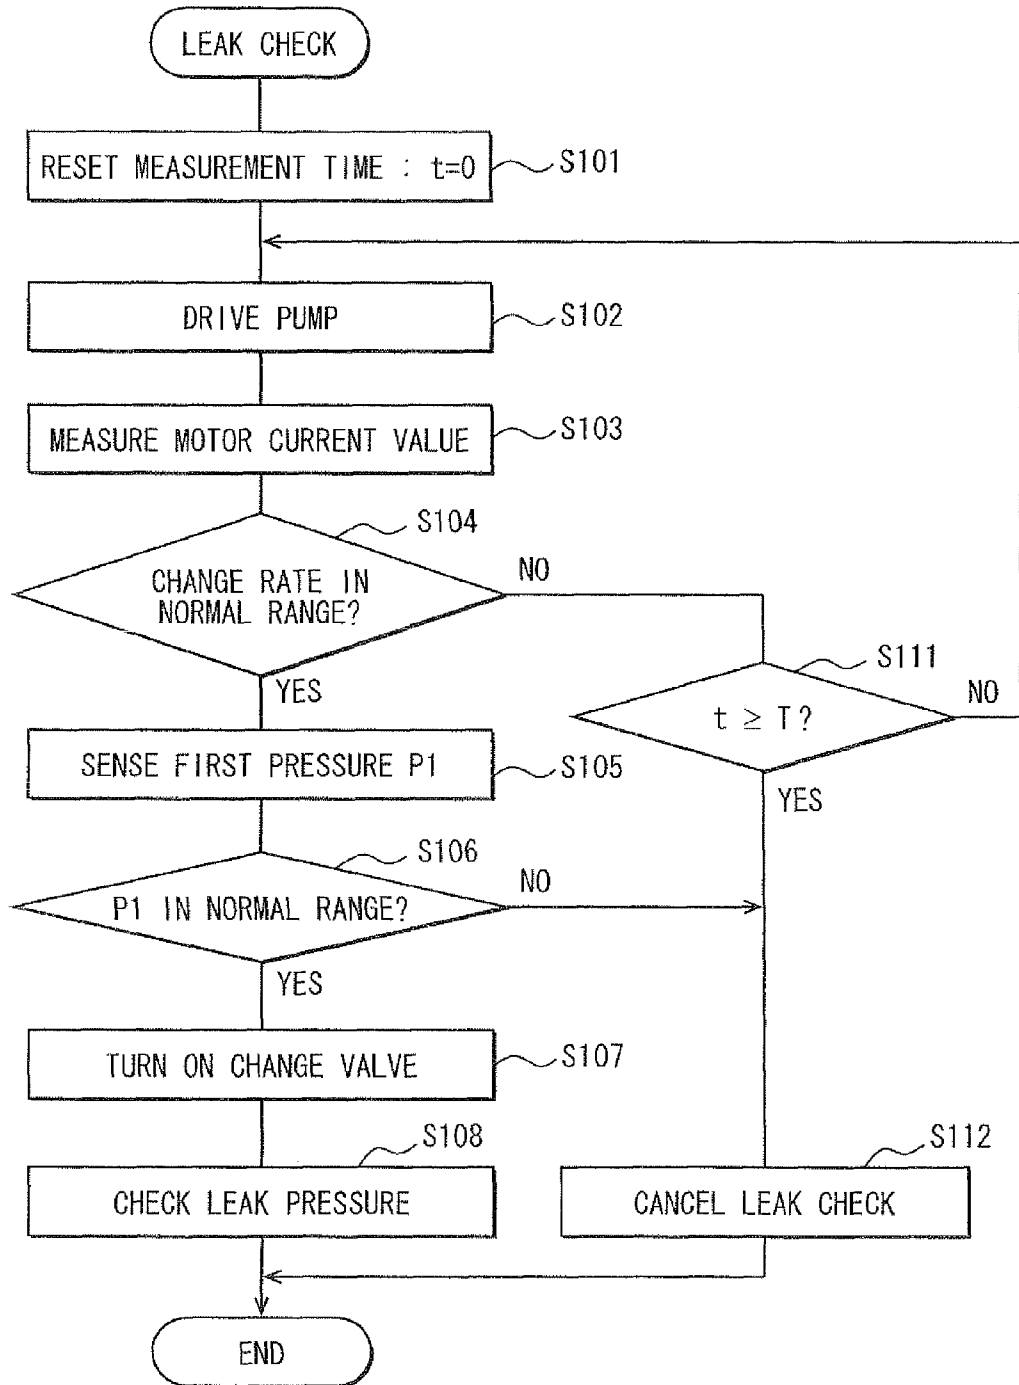 LEAK CHECK
RESET MEASUREMENT TIME : t=0
S101
DRIVE PUMP
S102
MEASURE MOTOR CURRENT VALUE
S103
S104
CHANGE RATE IN
NORMAL RANGE?
NO
YES
S111
t ≥ T?
NO
YES
SENSE FIRST PRESSURE P1
S105
S106
P1 IN NORMAL RANGE?
NO
YES
TURN ON CHANGE VALVE
S107
S108
CHECK LEAK PRESSURE
S112
CANCEL LEAK CHECK
END